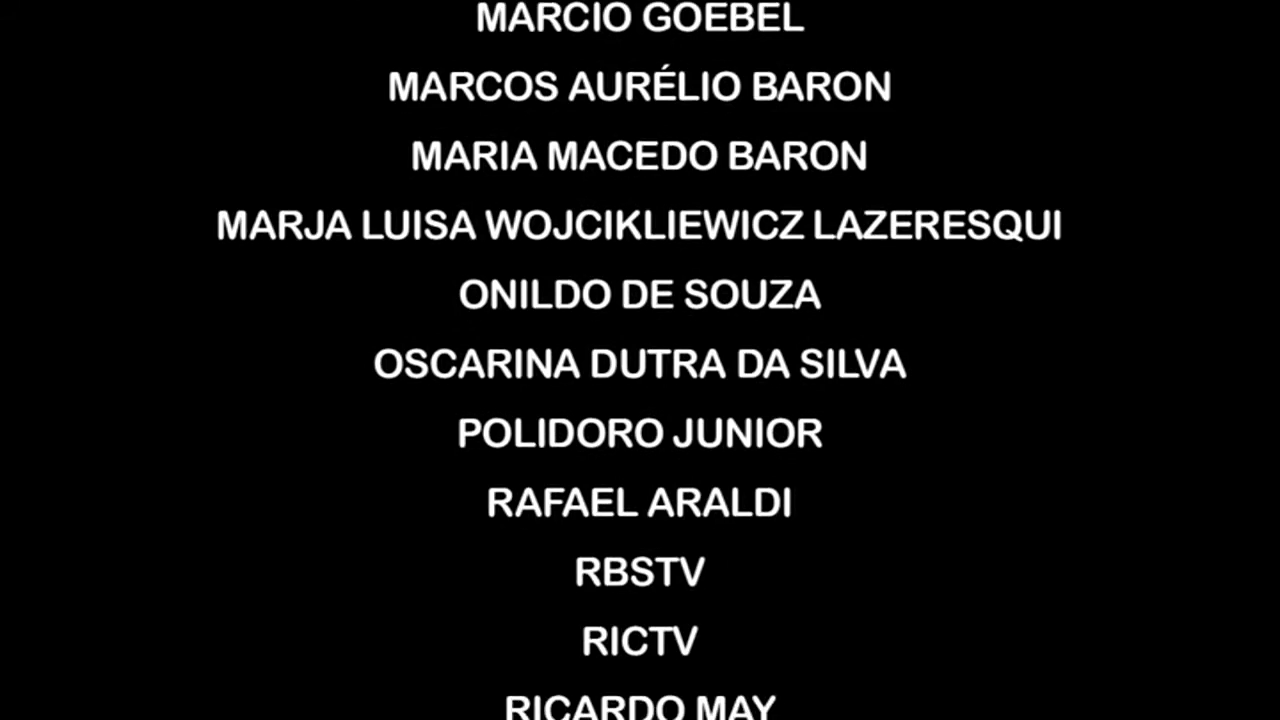 MARCIO GOEBEL
MARCOS AURÉLIO BARON
MARIA MACEDO BARON
MARJA LUISA WOJCIKLIEWICZ LAZERESQUI
ONILDO DE SOUZA
OSCARINA DUTRA DA SILVA
POLIDORO JUNIOR
RAFAEL ARALDI
RBSTV
RICTV
RICARDO MAY